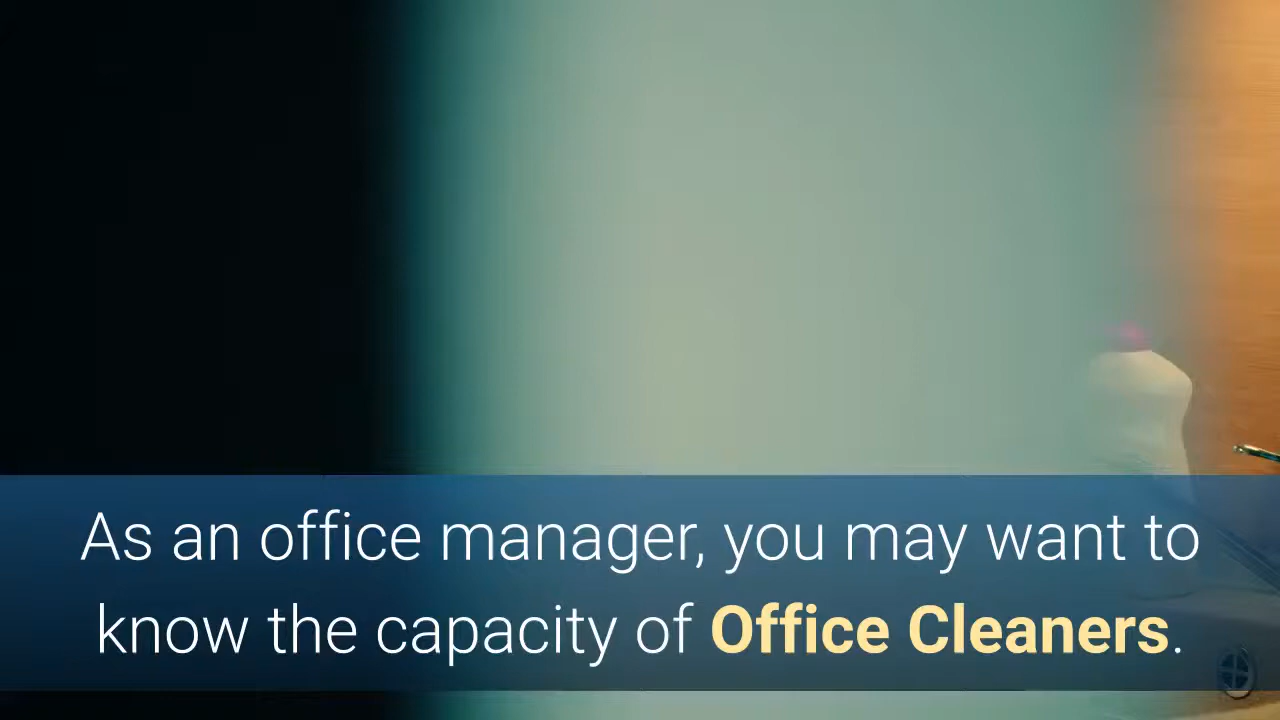 As an office manager, you may want to
know the capacity of Office Cleaners.